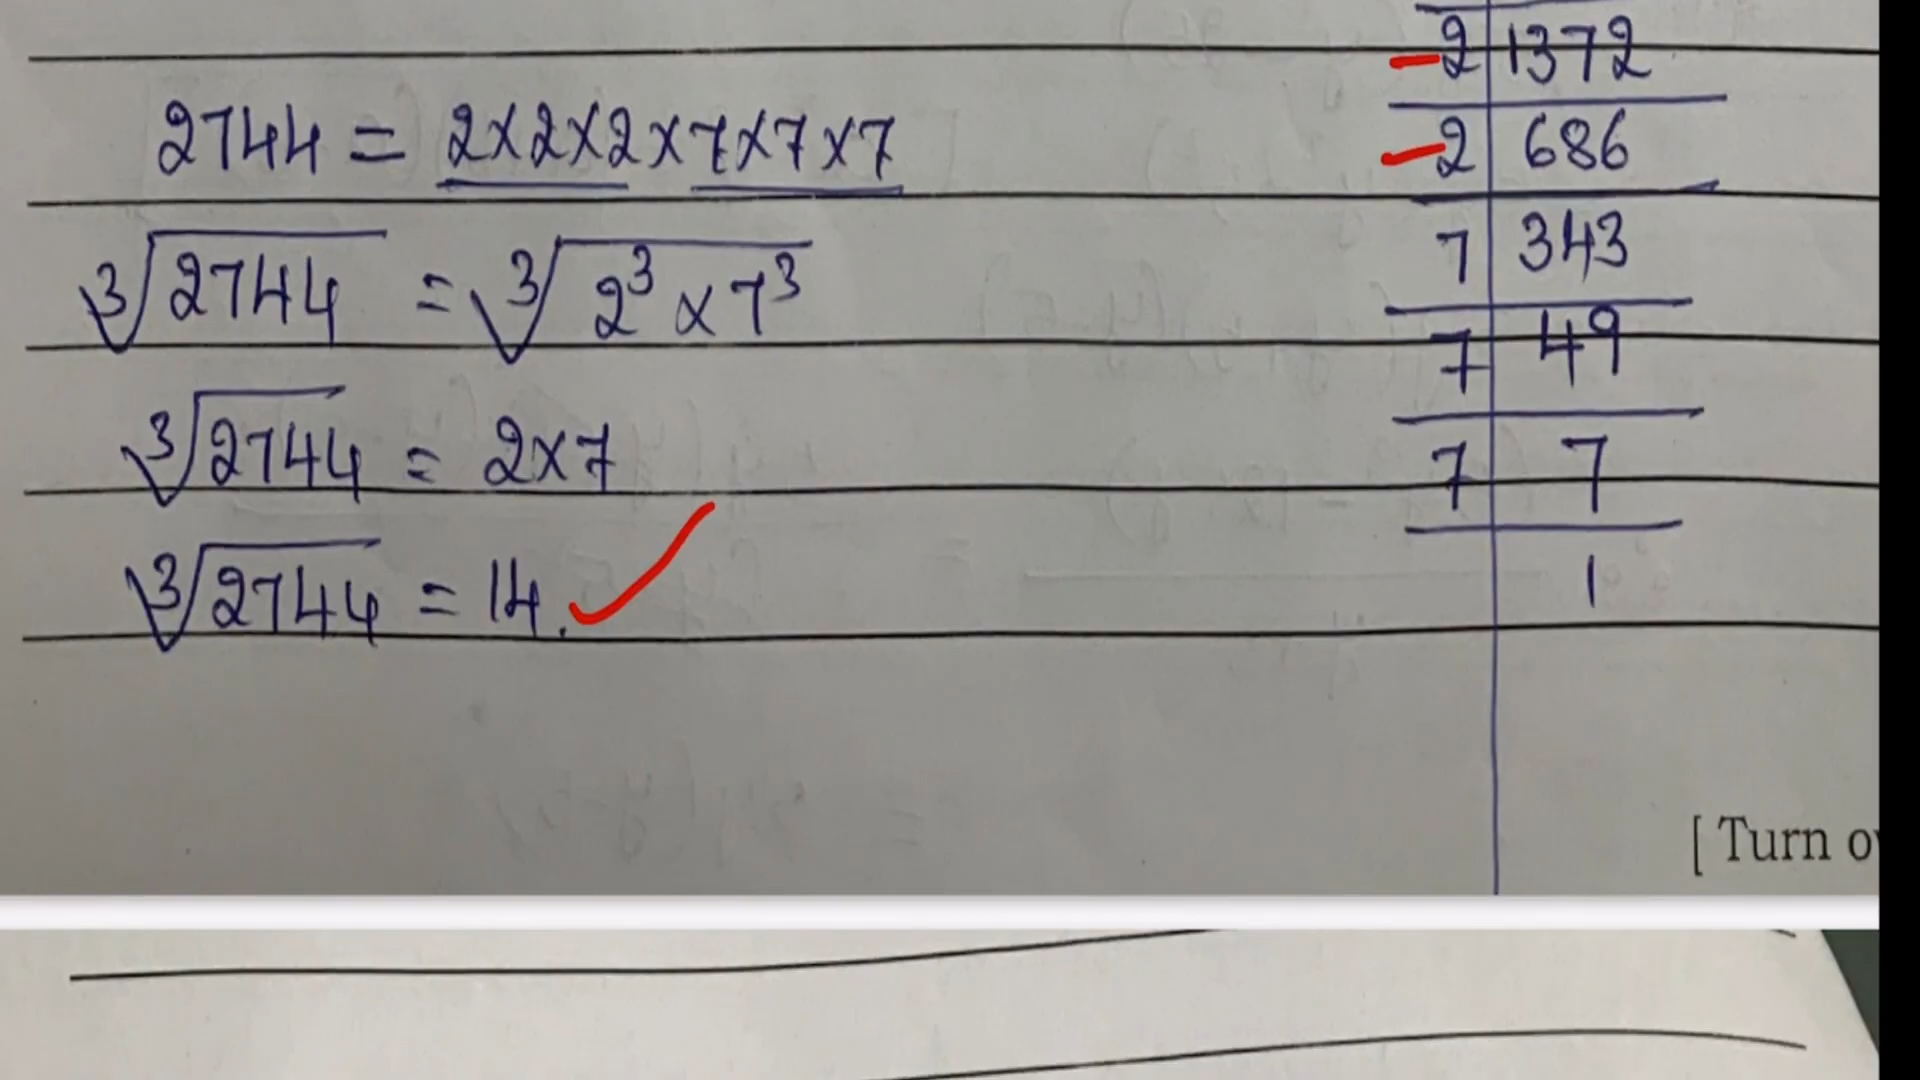 2744 = 2×2×2×7×7×7
∛2744 = ∛2³ × 7³
∛2744 = 2×7
∛2744 = 14.
2 | 1372
2 | 686
7 | 343
7 | 49
7 | 7
1
[ Turn o